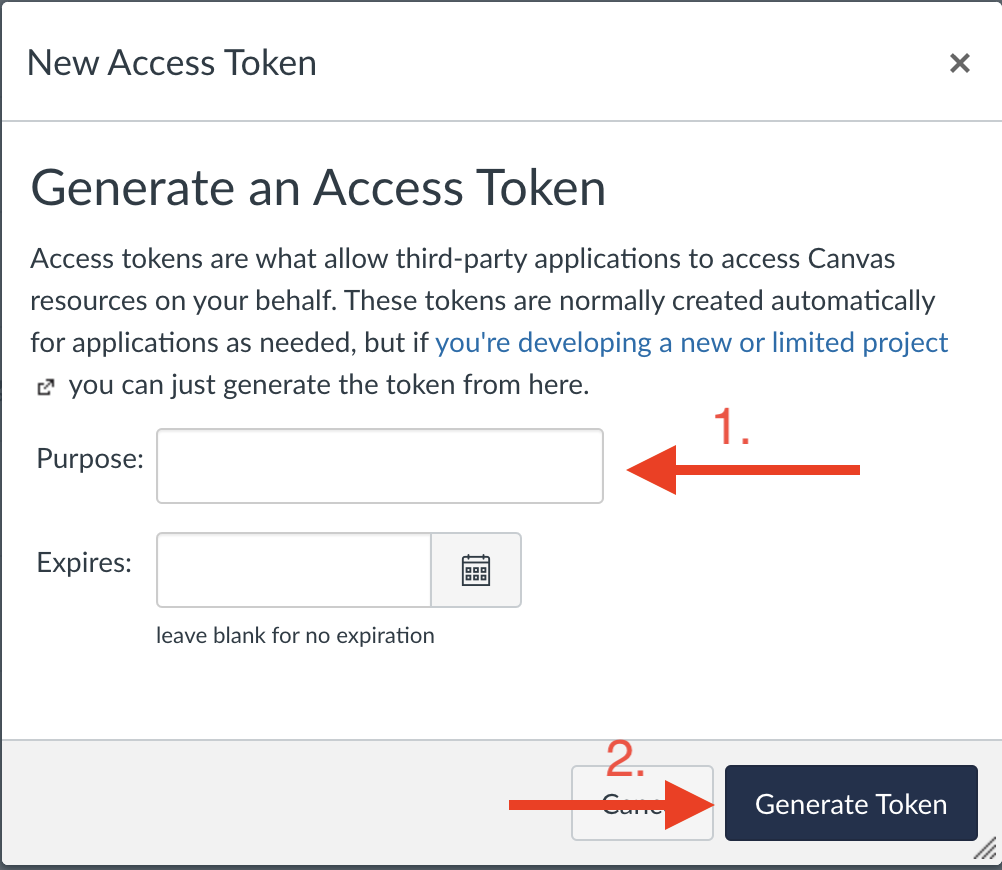 New Access Token ×
Generate an Access Token
Access tokens are what allow third-party applications to access Canvas
resources on your behalf. These tokens are normally created automatically
for applications as needed, but if you're developing a new or limited project
you can just generate the token from here.
1.
Purpose:
Expires:
leave blank for no expiration
2.
Generate Token